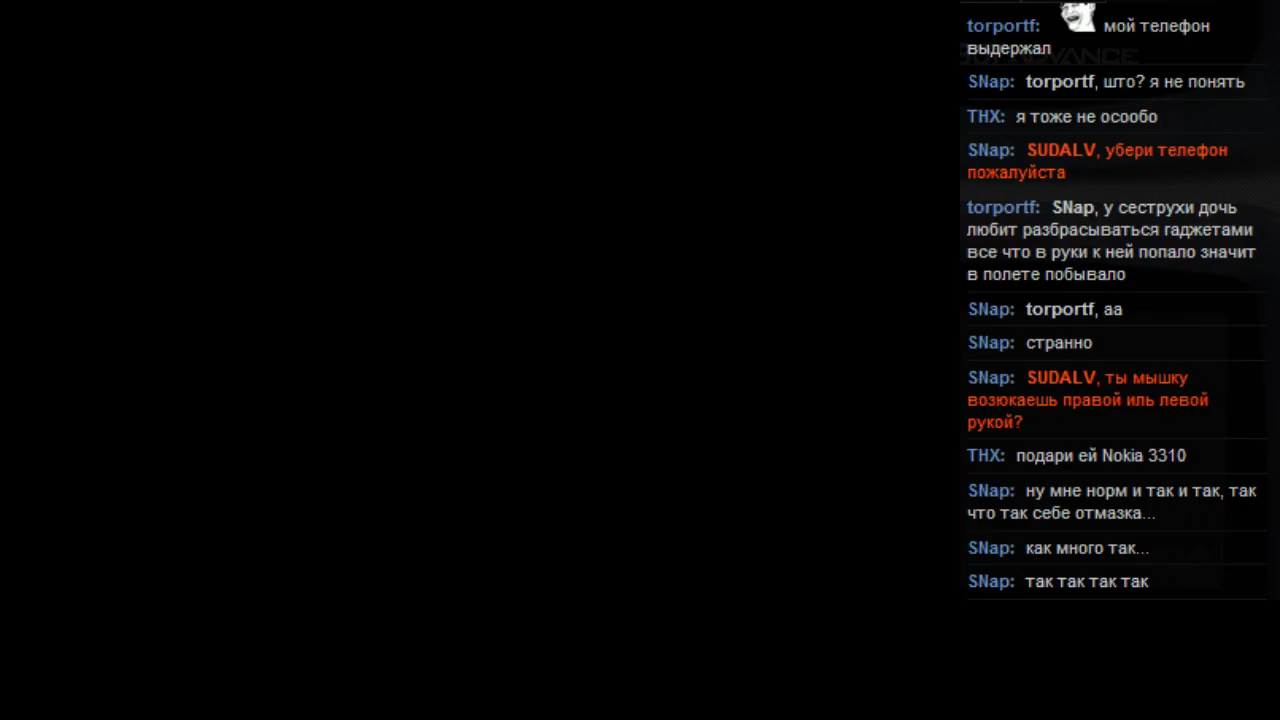 torportf: мой телефон
выдержал
SNap: torportf, што? я не понять
THX: я тоже не осообо
SNap: SUDALV, убери телефон
пожалуйста
torportf: SNap, у сеструхи дочь
любит разбрасываться гаджетами
все что в руки к ней попало значит
в полете побывало
SNap: torportf, аа
SNap: странно
SNap: SUDALV, ты мышку
возюкаешь правой иль левой
рукой?
THX: подари ей Nokia 3310
SNap: ну мне норм и так и так, так
что так себе отмазка...
SNap: как много так...
SNap: так так так так